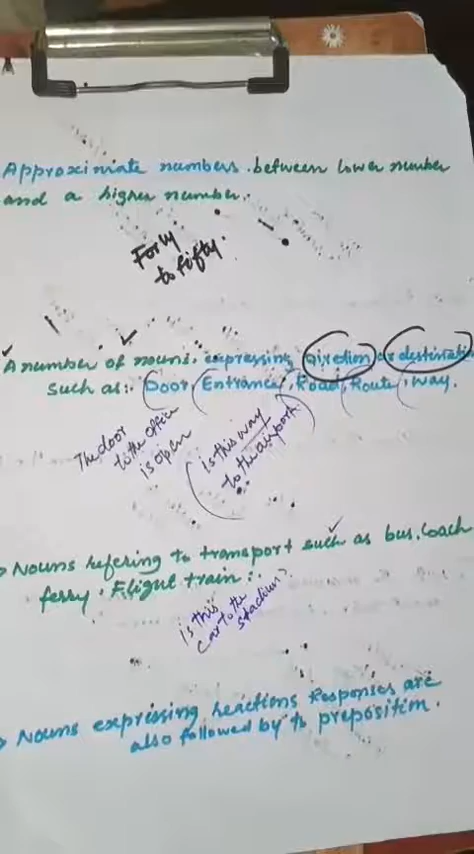 Approximate numbers between lower number
and a higher number.
Forty
to fifty.
A number of nouns expressing direction or destinati
such as: Door, Entrance, Road, Route, Way.
The door
to the office
is open
is this way
to the airport
Nouns refering to transport such as bus, Coach
ferry, Flight train:
is this
car to the
stadium?
Nouns expressing reactions Responses are
also followed by to preposition.